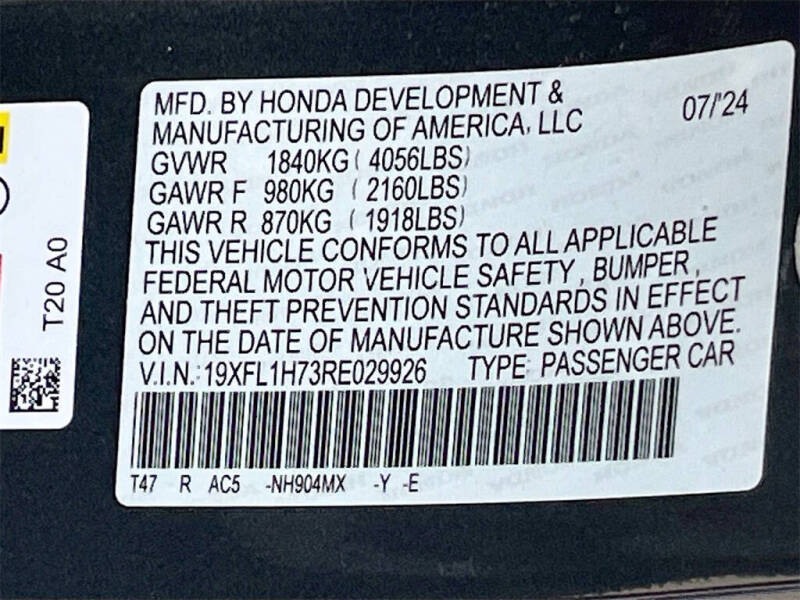 MFD. BY HONDA DEVELOPMENT &
MANUFACTURING OF AMERICA, LLC
07/'24
GVWR 1840KG ( 4056LBS)
GAWR F 980KG ( 2160LBS)
GAWR R 870KG ( 1918LBS)
THIS VEHICLE CONFORMS TO ALL APPLICABLE
FEDERAL MOTOR VEHICLE SAFETY, BUMPER,
AND THEFT PREVENTION STANDARDS IN EFFECT
ON THE DATE OF MANUFACTURE SHOWN ABOVE.
V.I.N.:19XFL1H73RE029926 TYPE: PASSENGER CAR
T47 R AC5 -NH904MX -Y -E
T20 A0